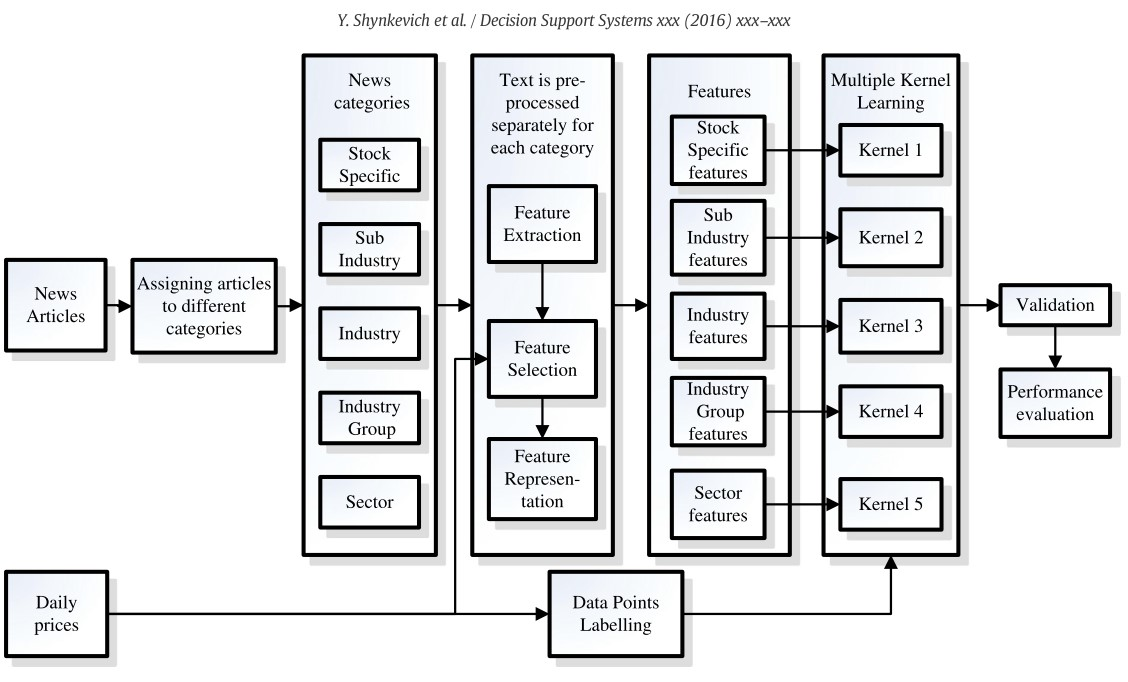 Y. Shynkevich et al. / Decision Support Systems xxx (2016) xxx–xxx
News
Articles
Assigning articles
to different
categories
News
categories
Stock
Specific
Sub
Industry
Industry
Industry
Group
Sector
Text is pre-
processed
separately for
each category
Feature
Extraction
Feature
Selection
Feature
Represen-
tation
Features
Stock
Specific
features
Sub
Industry
features
Industry
features
Industry
Group
features
Sector
features
Multiple Kernel
Learning
Kernel 1
Kernel 2
Kernel 3
Kernel 4
Kernel 5
Validation
Performance
evaluation
Daily
prices
Data Points
Labelling